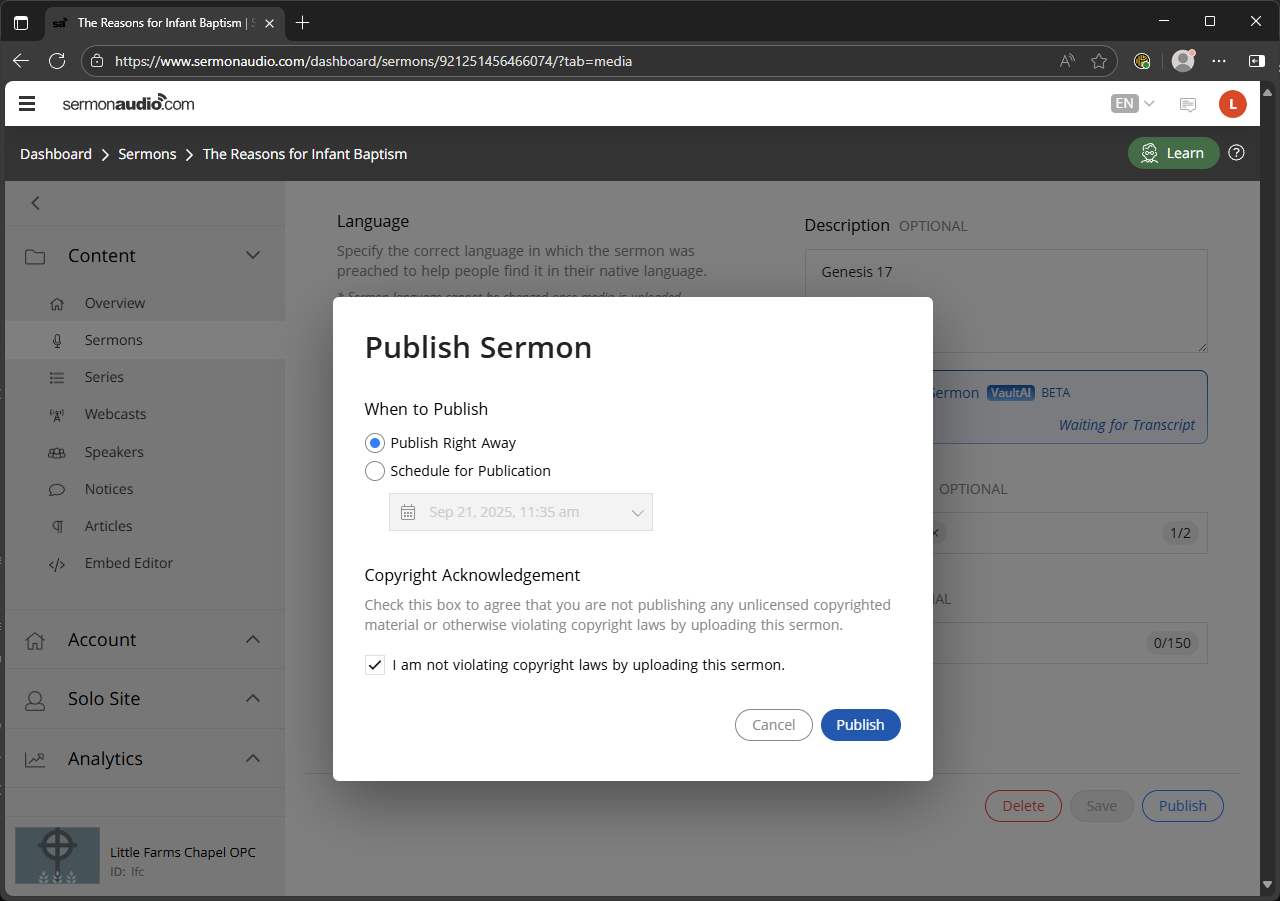 The Reasons for Infant Baptism |
https://www.sermonaudio.com/dashboard/sermons/921251456466074/?tab=media
sermonaudio.com
EN
L
Dashboard > Sermons > The Reasons for Infant Baptism
Learn
Content
Overview
Sermons
Series
Webcasts
Speakers
Notices
Articles
Embed Editor
Account
Solo Site
Analytics
Little Farms Chapel OPC
ID: lfc
Language
Specify the correct language in which the sermon was
preached to help people find it in their native language.
* Sermon language cannot be changed once media is uploaded
Description OPTIONAL
Genesis 17
Sermon VaultAI BETA
Waiting for Transcript
OPTIONAL
1/2
0/150
Publish Sermon
When to Publish
Publish Right Away
Schedule for Publication
Sep 21, 2025, 11:35 am
Copyright Acknowledgement
Check this box to agree that you are not publishing any unlicensed copyrighted
material or otherwise violating copyright laws by uploading this sermon.
I am not violating copyright laws by uploading this sermon.
Cancel
Publish
Delete
Save
Publish